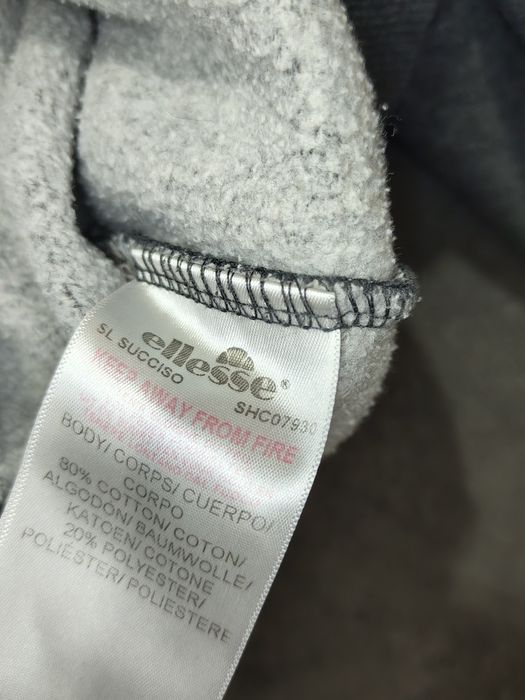 ellesse®
SL SUCCISO SHC07930
KEEP AWAY FROM FIRE
BODY/ CORPS/ CUERPO/
CORPO
80% COTTON/ COTON/
ALGODON/ BAUMWOLLE/
KATOEN/ COTONE
20% POLYESTER/
POLIESTER/ POLIESTERE